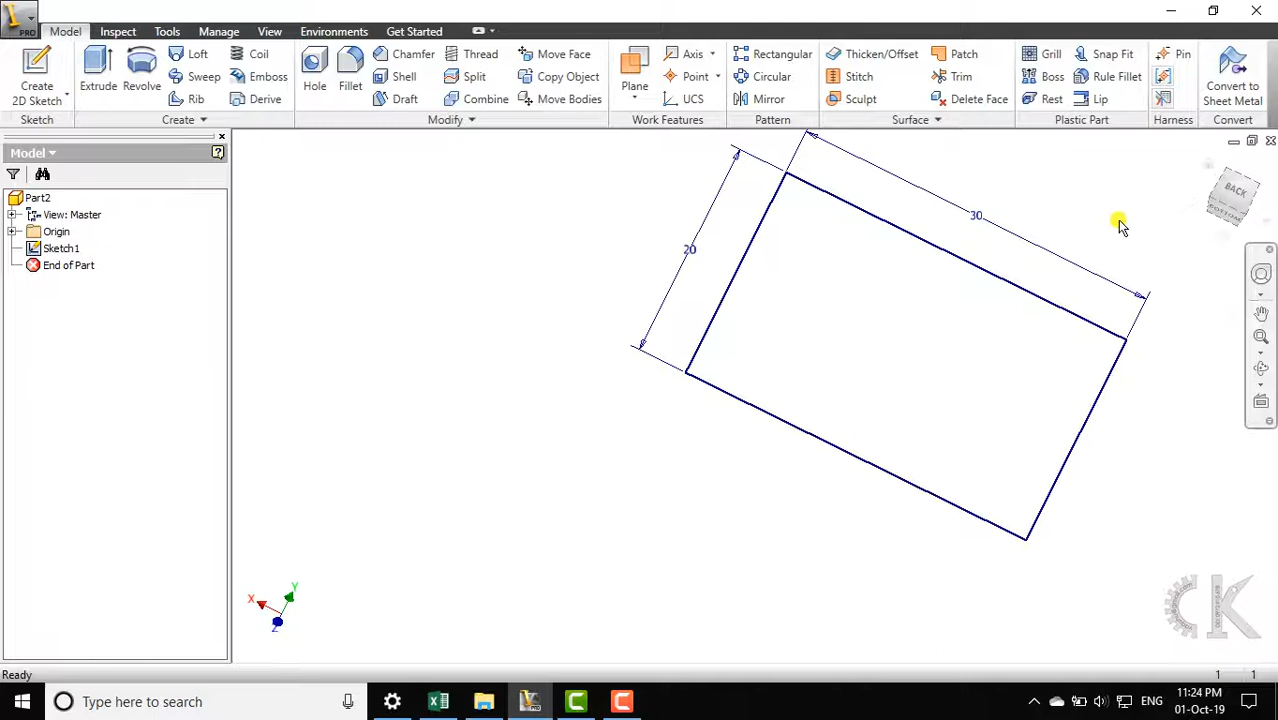 PRO
Model Inspect Tools Manage View Environments Get Started
Create 2D Sketch
Extrude Revolve Loft Sweep Rib Coil Emboss Derive
Hole Fillet Chamfer Shell Draft Thread Split Combine Move Face Copy Object Move Bodies
Plane Axis Point UCS
Rectangular Circular Mirror
Thicken/Offset Stitch Sculpt Patch Trim Delete Face
Grill Boss Rest Snap Fit Rule Fillet Lip
Pin
Convert to Sheet Metal
Sketch Create Modify Work Features Pattern Surface Plastic Part Harness Convert
Model
Part2
View: Master
Origin
Sketch1
End of Part
30
20
BACK
BOTTOM
X Y Z
Ready 1 1
Type here to search
ENG
11:24 PM
01-Oct-19